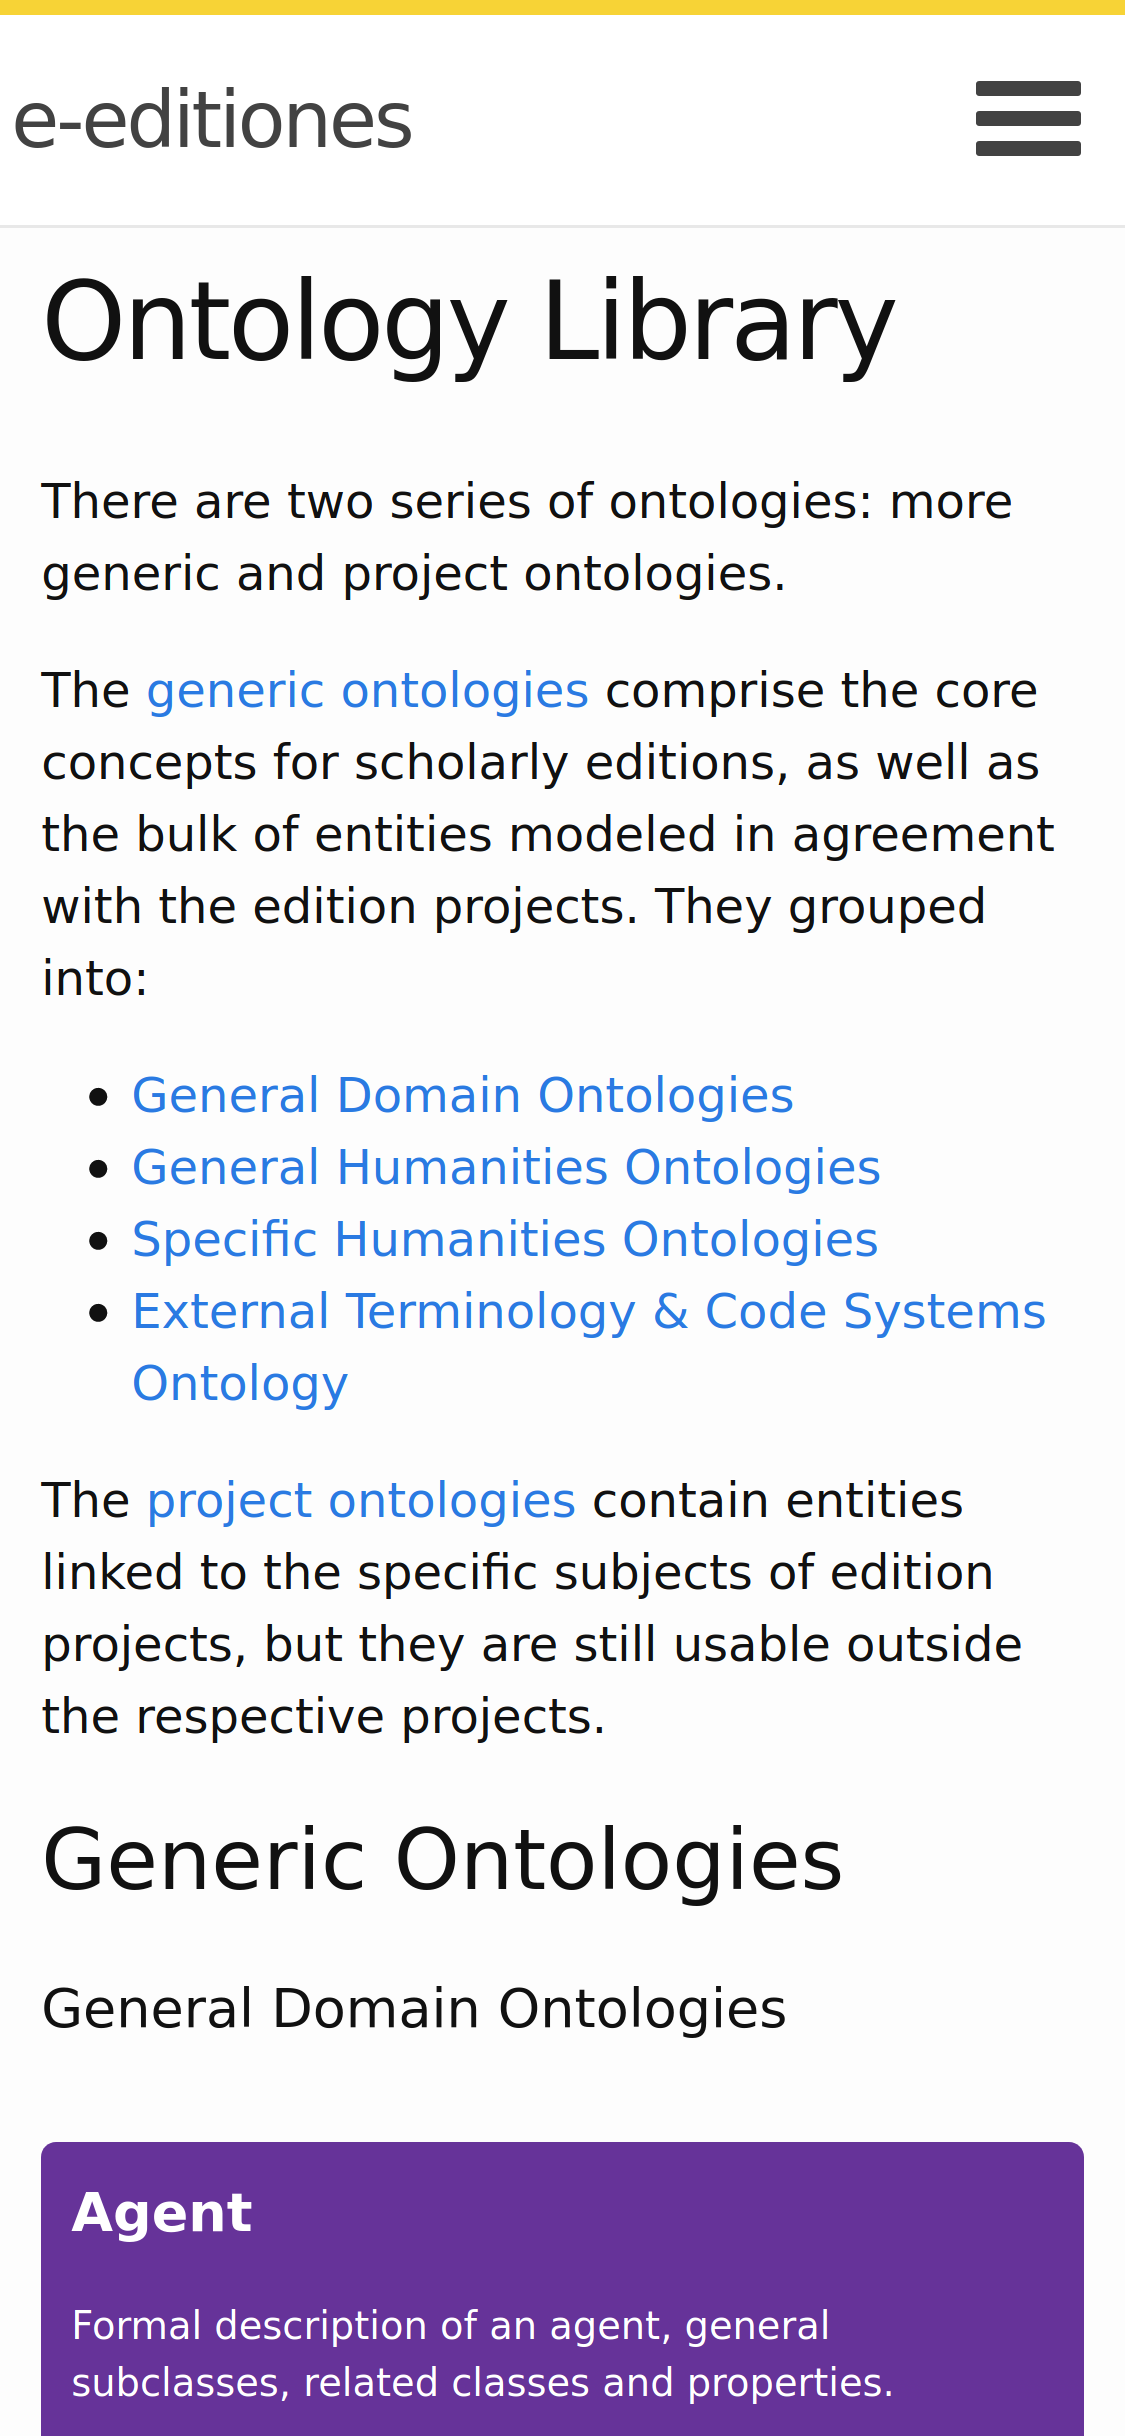 e-editiones
Ontology Library
There are two series of ontologies: more
generic and project ontologies.
The generic ontologies comprise the core
concepts for scholarly editions, as well as
the bulk of entities modeled in agreement
with the edition projects. They grouped
into:
General Domain Ontologies
General Humanities Ontologies
Specific Humanities Ontologies
External Terminology & Code Systems
Ontology
The project ontologies contain entities
linked to the specific subjects of edition
projects, but they are still usable outside
the respective projects.
Generic Ontologies
General Domain Ontologies
Agent
Formal description of an agent, general
subclasses, related classes and properties.